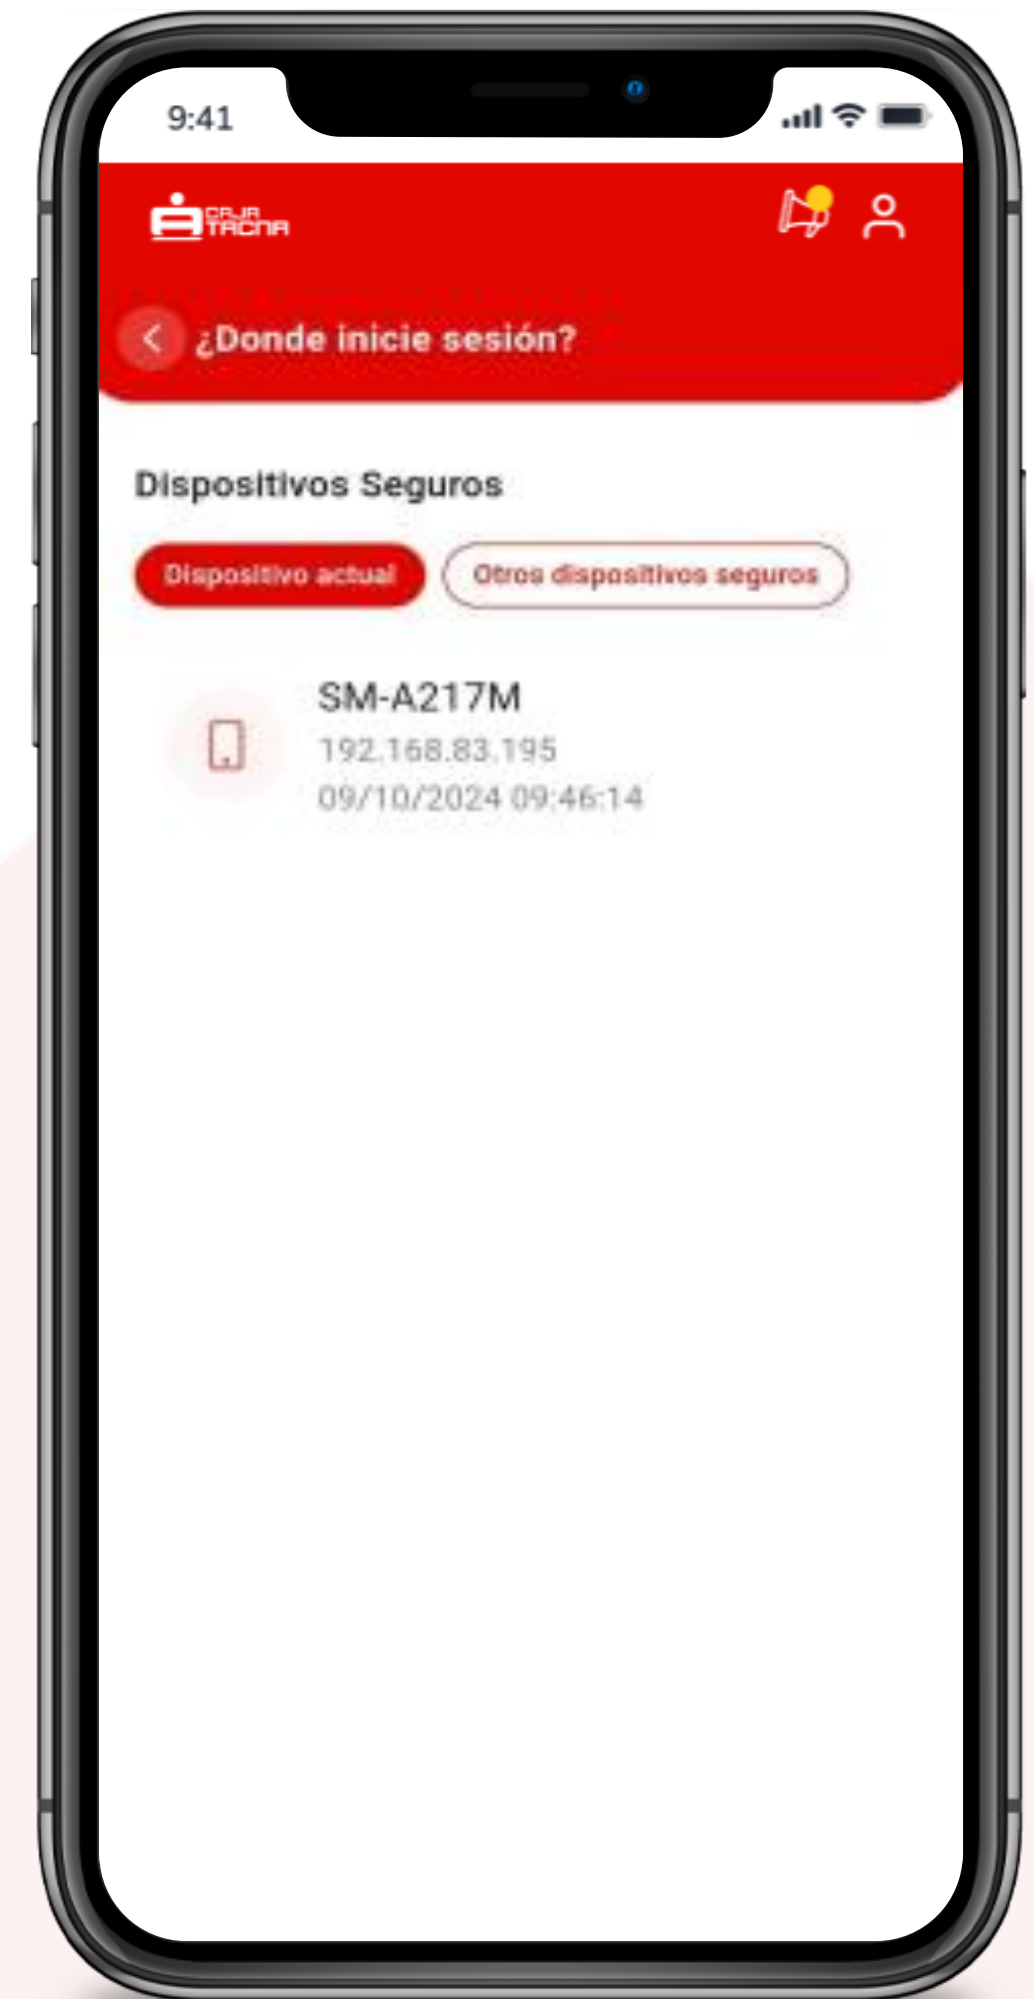 9:41
CAJA
TACNA
¿Donde inicie sesión?
Dispositivos Seguros
Dispositivo actual
Otros dispositivos seguros
SM-A217M
192.168.83.195
09/10/2024 09:46:14